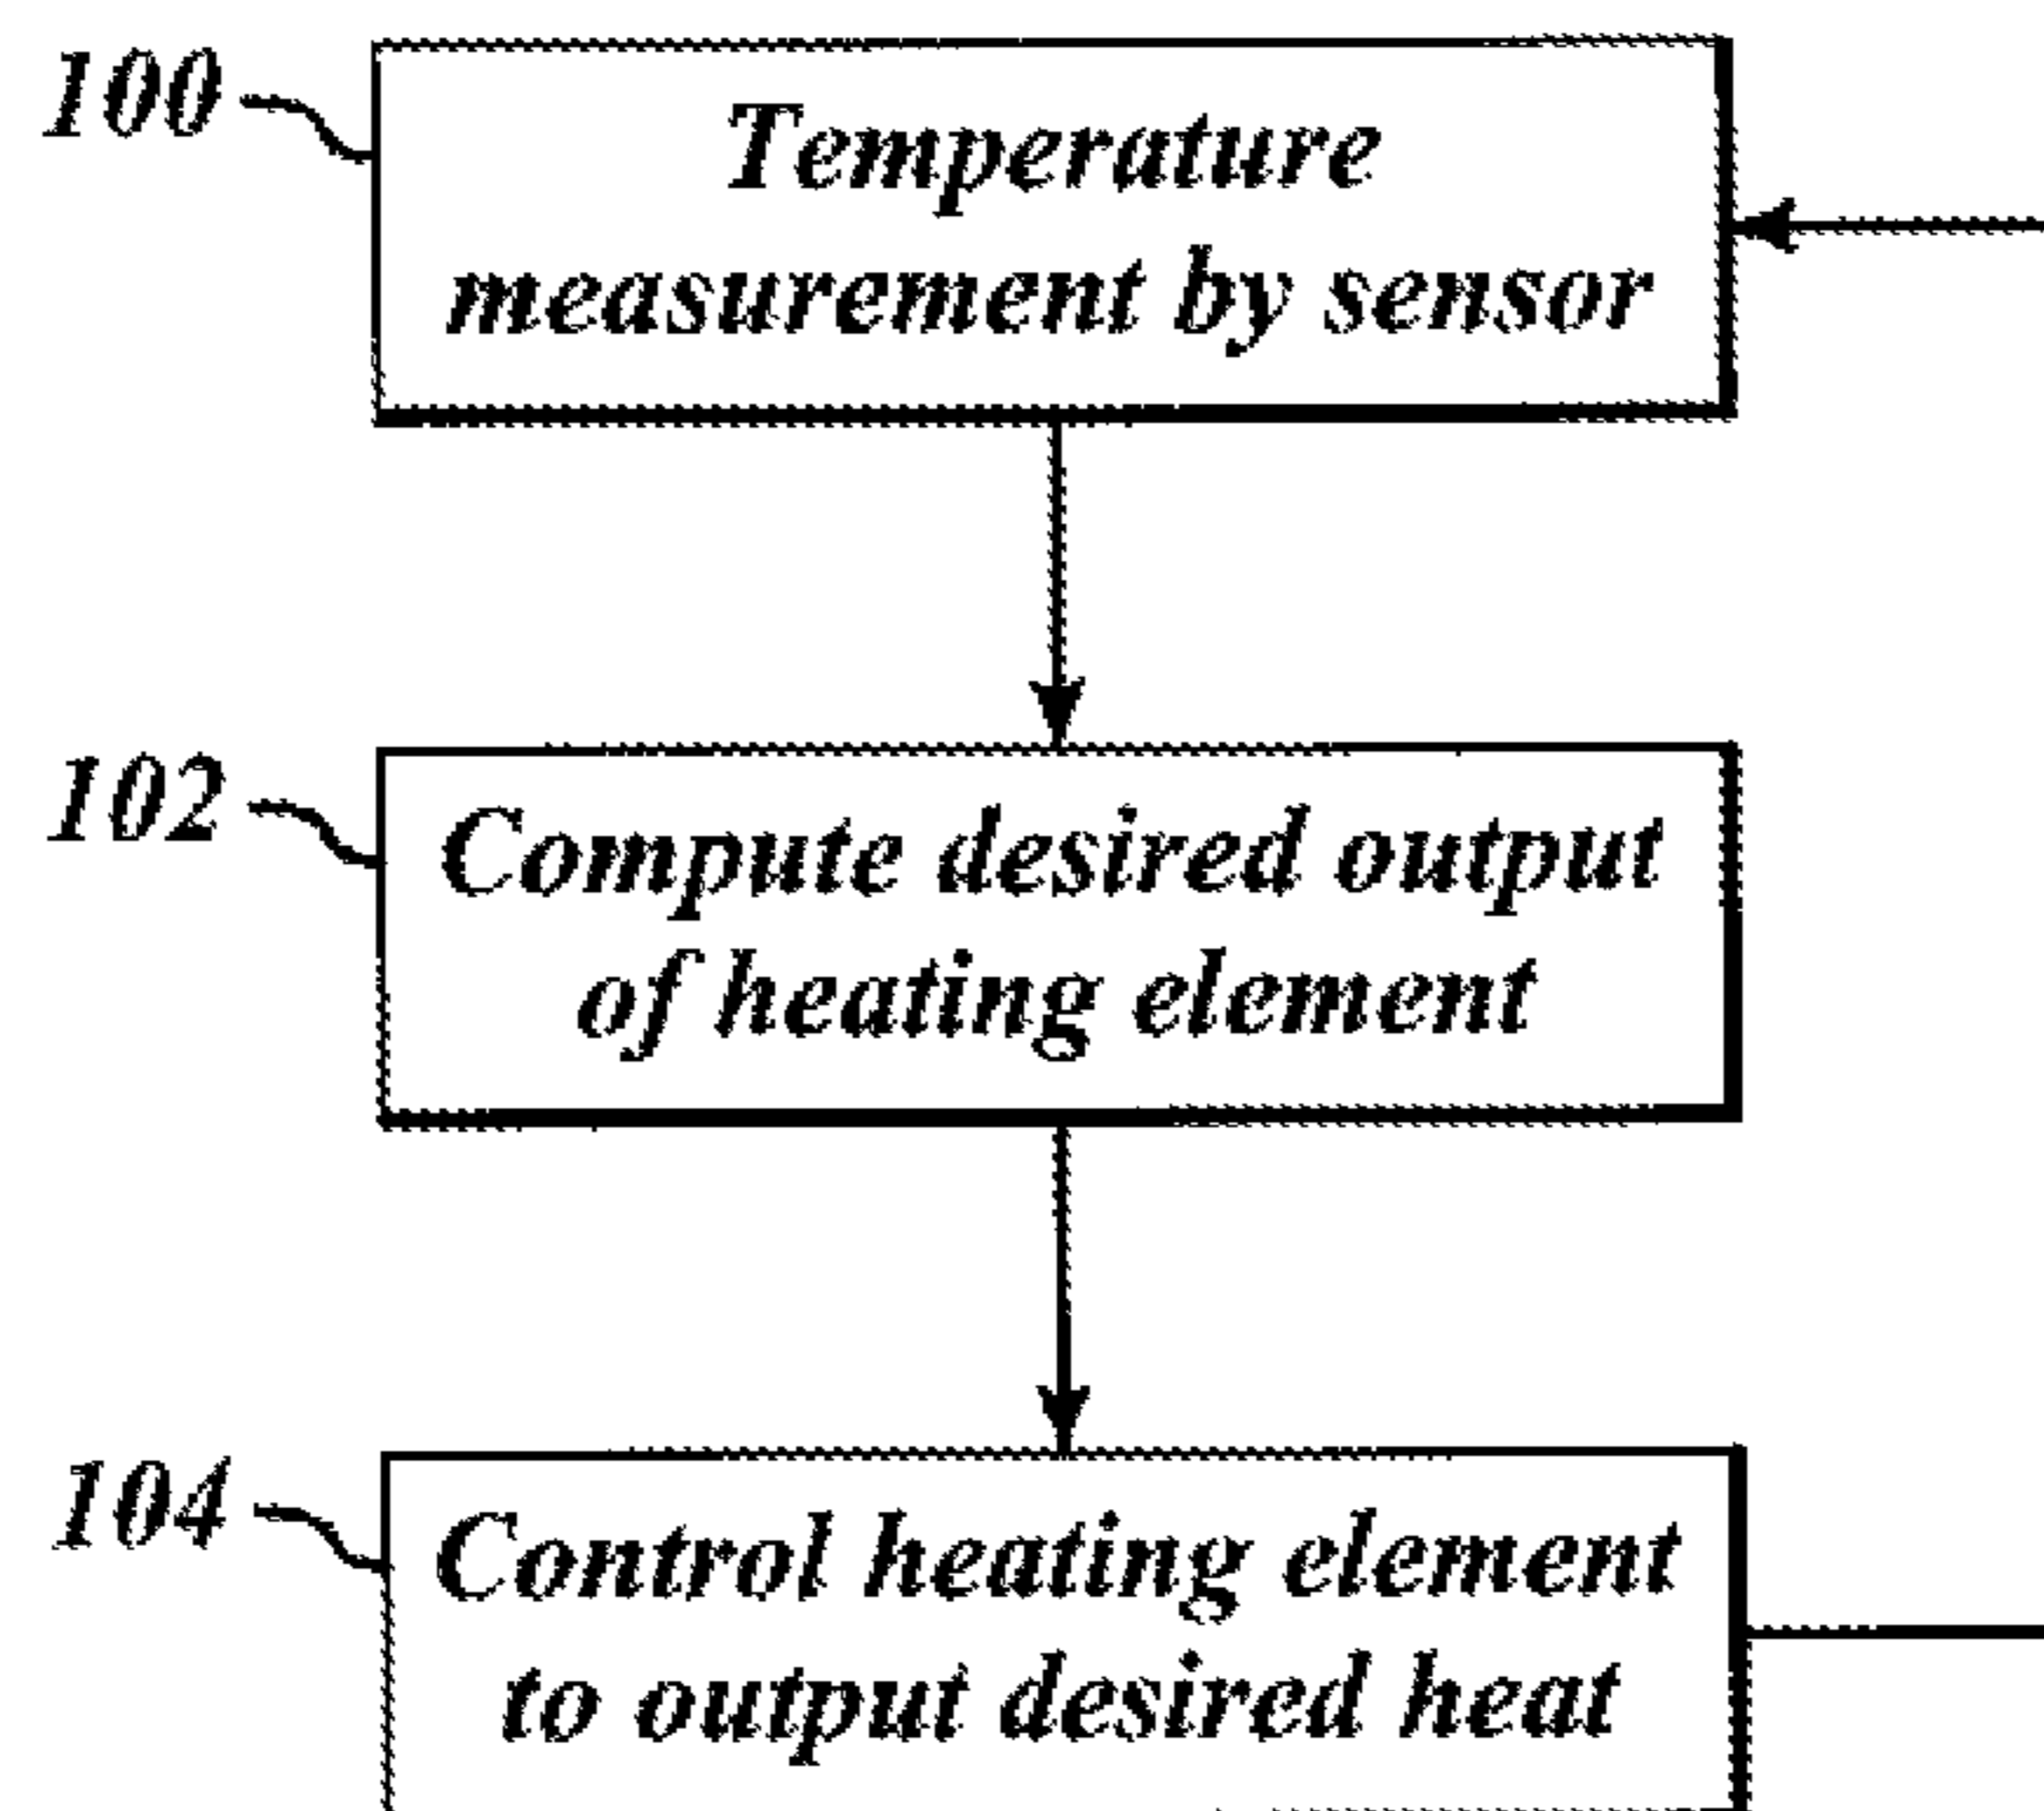 100
Temperature
measurement by sensor
102
Compute desired output
of heating element
104
Control heating element
to output desired heat